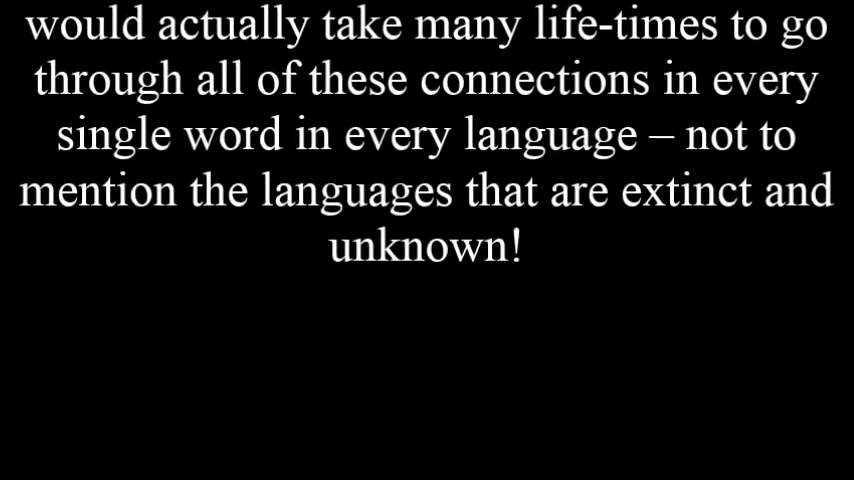 would actually take many life-times to go
through all of these connections in every
single word in every language – not to
mention the languages that are extinct and
unknown!